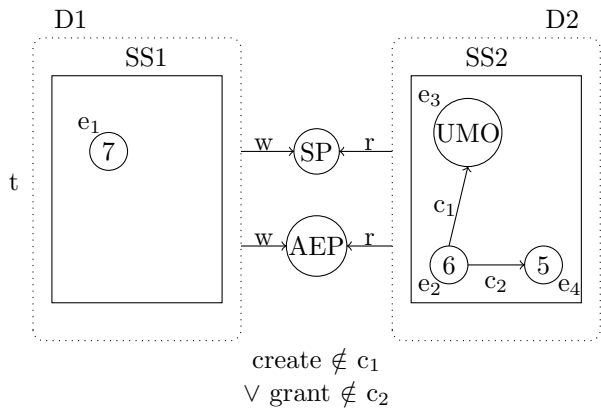 D1
D2
SS1
SS2
e₃
e₁
UMO
7
w
SP
r
t
c₁
w
AEP
r
6
5
e₂
c₂
e₄
create ∉ c₁
∨ grant ∉ c₂